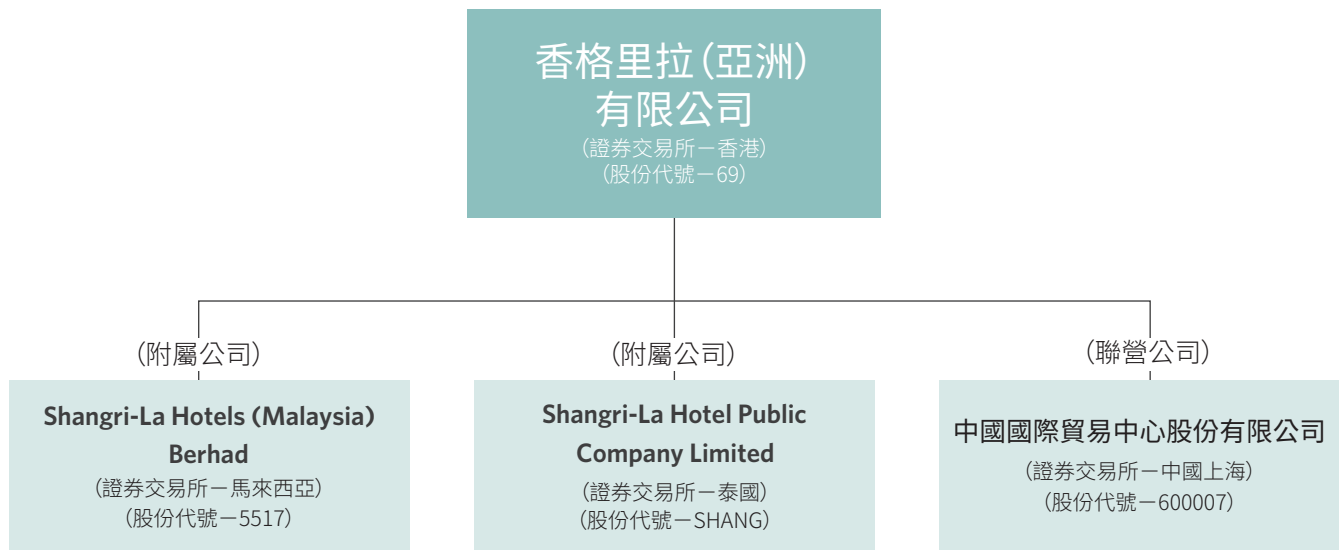 香格里拉（亞洲）
有限公司
（證券交易所－香港）
（股份代號－69）
（附屬公司）
Shangri-La Hotels (Malaysia)
Berhad
（證券交易所－馬來西亞）
（股份代號－5517）
（附屬公司）
Shangri-La Hotel Public
Company Limited
（證券交易所－泰國）
（股份代號－SHANG）
（聯營公司）
中國國際貿易中心股份有限公司
（證券交易所－中國上海）
（股份代號－600007）